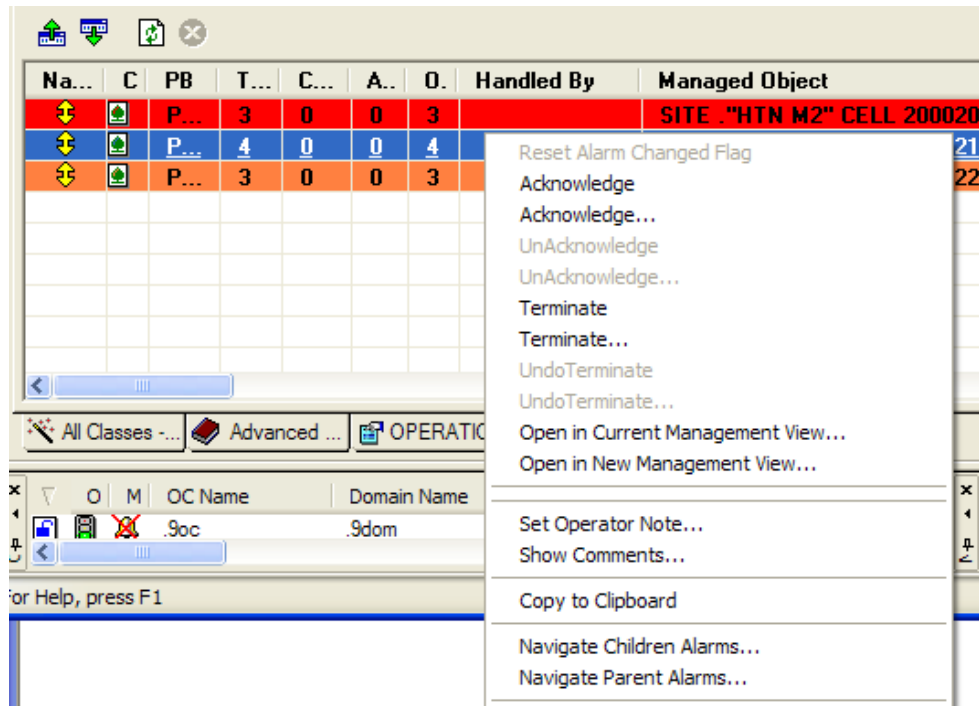 Na... C PB T... C... A.. O. Handled By Managed Object
P... 3 0 0 3 SITE ."HTN M2" CELL 200020
P... 4 0 0 4 21
P... 3 0 0 3 22
Reset Alarm Changed Flag
Acknowledge
Acknowledge...
UnAcknowledge
UnAcknowledge...
Terminate
Terminate...
UndoTerminate
UndoTerminate...
Open in Current Management View...
Open in New Management View...
Set Operator Note...
Show Comments...
Copy to Clipboard
Navigate Children Alarms...
Navigate Parent Alarms...
All Classes -... Advanced ... OPERATIO
O M OC Name Domain Name
.9oc .9dom
or Help, press F1